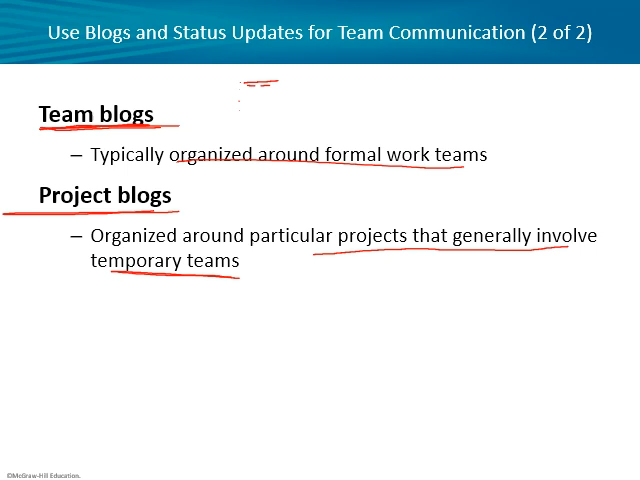 Use Blogs and Status Updates for Team Communication (2 of 2)
Team blogs
– Typically organized around formal work teams
Project blogs
– Organized around particular projects that generally involve
temporary teams
©McGraw-Hill Education.